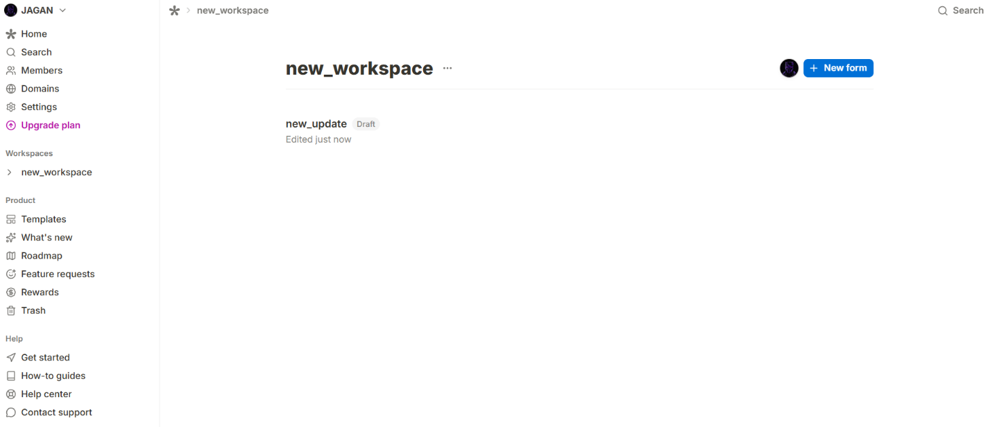 JAGAN
Home
Search
Members
Domains
Settings
Upgrade plan
Workspaces
new_workspace
Product
Templates
What's new
Roadmap
Feature requests
Rewards
Trash
Help
Get started
How-to guides
Help center
Contact support
new_workspace
Search
new_workspace
New form
new_update Draft
Edited just now